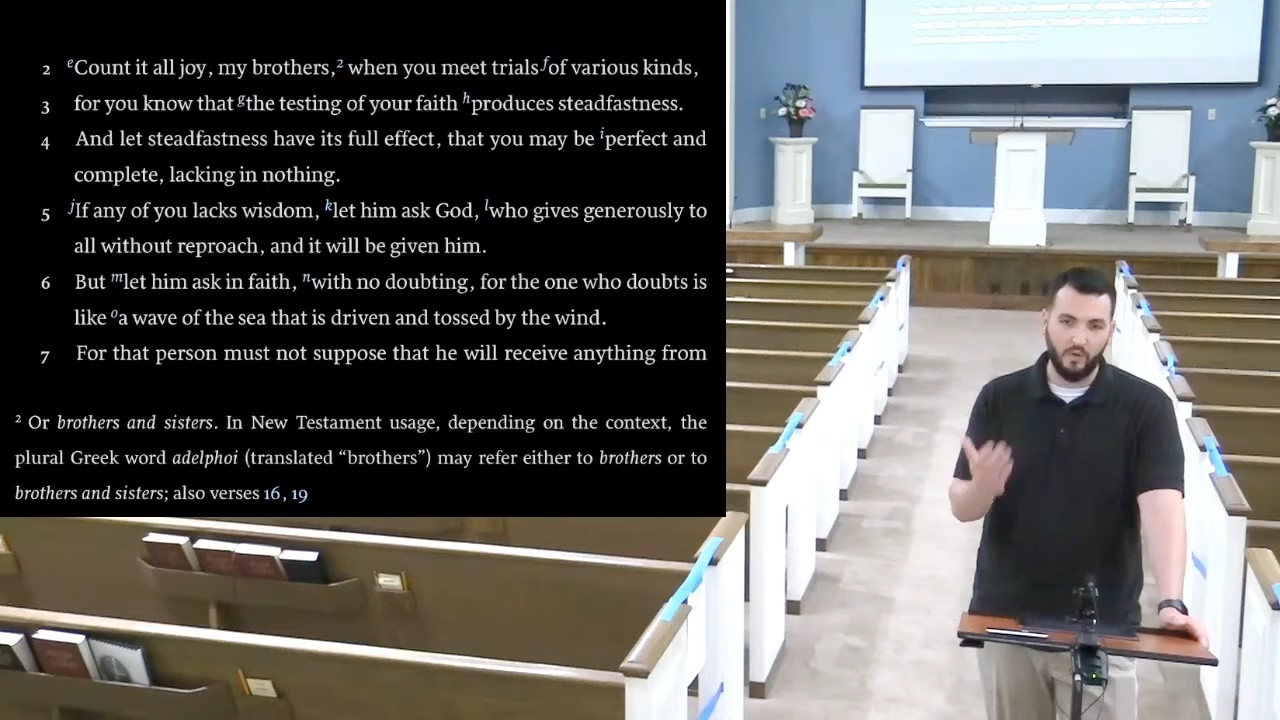 2 eCount it all joy, my brothers,2 when you meet trials fof various kinds,
3 for you know that gthe testing of your faith hproduces steadfastness.
4 And let steadfastness have its full effect, that you may be iperfect and
complete, lacking in nothing.
5 jIf any of you lacks wisdom, klet him ask God, lwho gives generously to
all without reproach, and it will be given him.
6 But mlet him ask in faith, nwith no doubting, for the one who doubts is
like oa wave of the sea that is driven and tossed by the wind.
7 For that person must not suppose that he will receive anything from
2 Or brothers and sisters. In New Testament usage, depending on the context, the
plural Greek word adelphoi (translated “brothers”) may refer either to brothers or to
brothers and sisters; also verses 16, 19